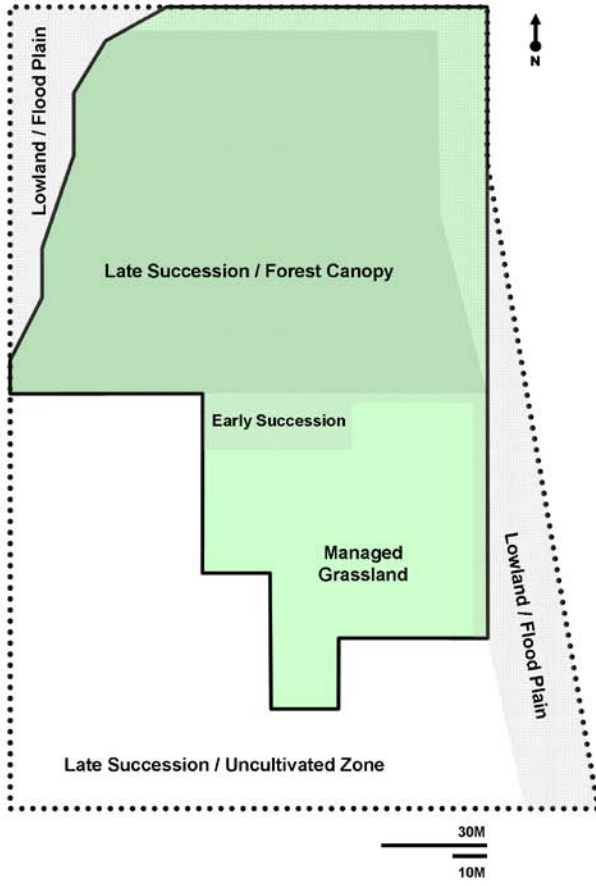 N
Lowland / Flood Plain
Late Succession / Forest Canopy
Early Succession
Managed
Grassland
Lowland / Flood Plain
Late Succession / Uncultivated Zone
30M
10M